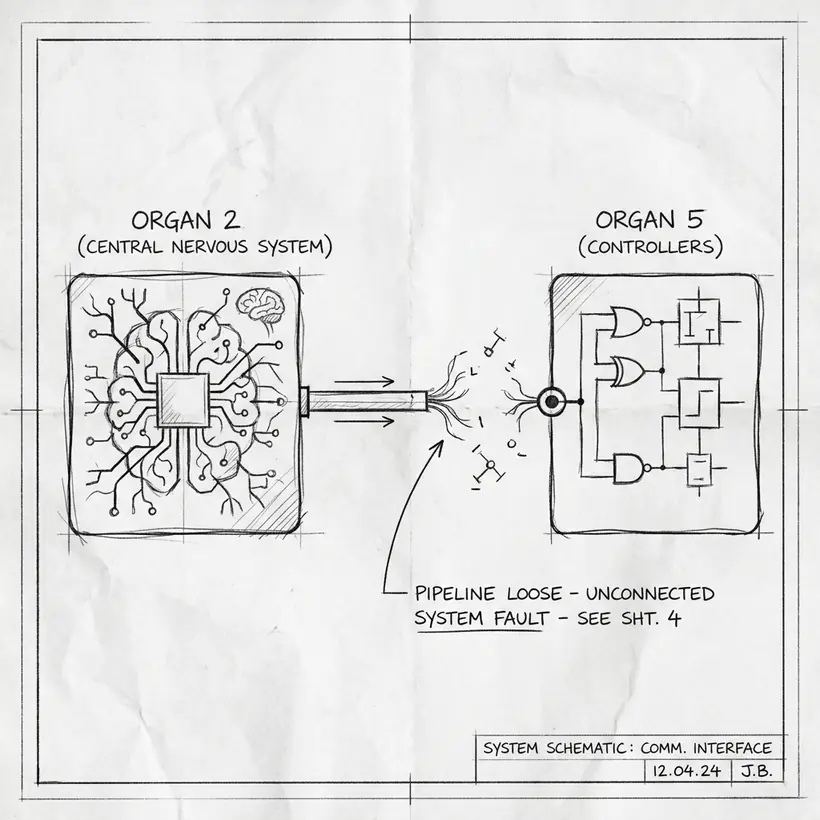 ORGAN 2
(CENTRAL NERVOUS SYSTEM)
ORGAN 5
(CONTROLLERS)
PIPELINE LOOSE - UNCONNECTED
SYSTEM FAULT - SEE SHT. 4
SYSTEM SCHEMATIC: COMM. INTERFACE
12.04.24
J.B.